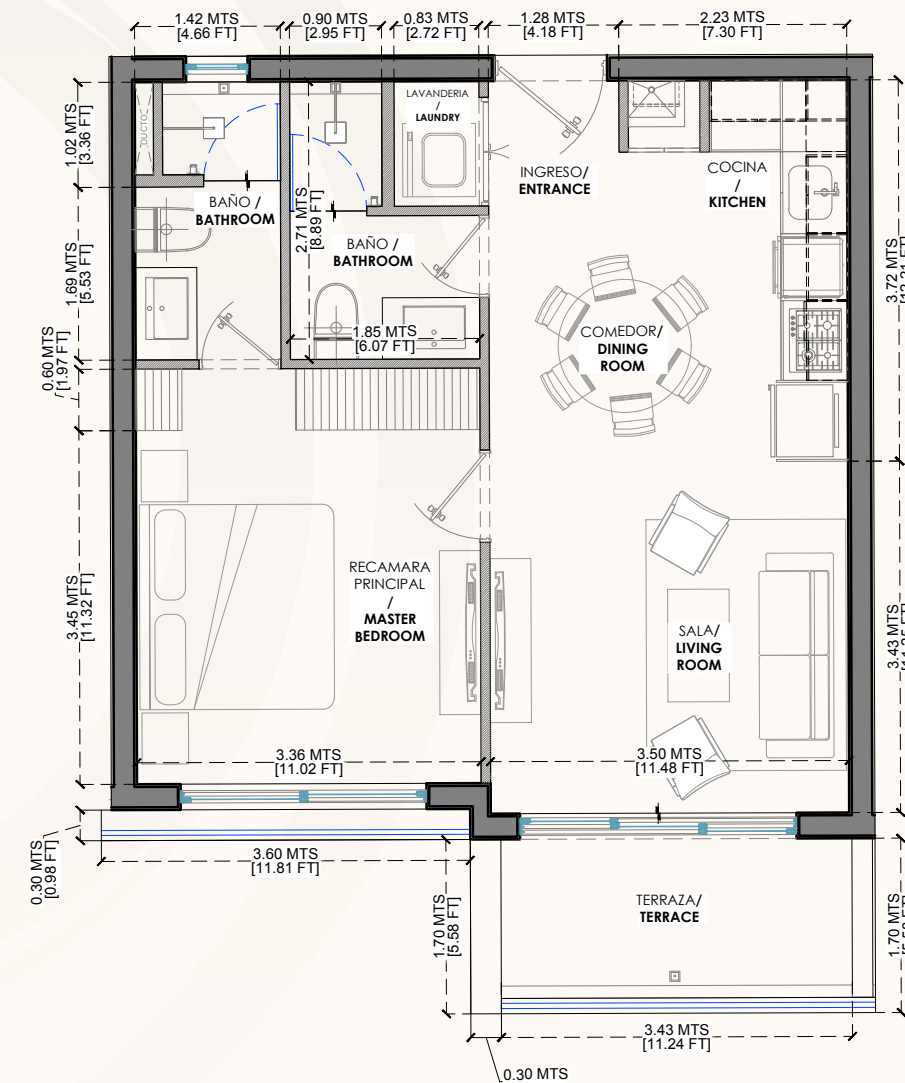 1.42 MTS
[4.66 FT]
0.90 MTS
[2.95 FT]
0.83 MTS
[2.72 FT]
1.28 MTS
[4.18 FT]
2.23 MTS
[7.30 FT]
1.02 MTS
[3.36 FT]
DUCTO
LAVANDERIA
/
LAUNDRY
INGRESO/
ENTRANCE
COCINA
/
KITCHEN
BAÑO /
BATHROOM
2.71 MTS
[8.89 FT]
BAÑO /
BATHROOM
1.69 MTS
[5.53 FT]
3.72 MTS
1.85 MTS
[6.07 FT]
COMEDOR/
DINING
ROOM
0.60 MTS
[1.97 FT]
3.45 MTS
[11.32 FT]
RECAMARA
PRINCIPAL
/
MASTER
BEDROOM
SALA/
LIVING
ROOM
3.43 MTS
3.36 MTS
[11.02 FT]
3.50 MTS
[11.48 FT]
0.30 MTS
[0.98 FT]
3.60 MTS
[11.81 FT]
1.70 MTS
[5.58 FT]
TERRAZA/
TERRACE
1.70 MTS
3.43 MTS
[11.24 FT]
0.30 MTS